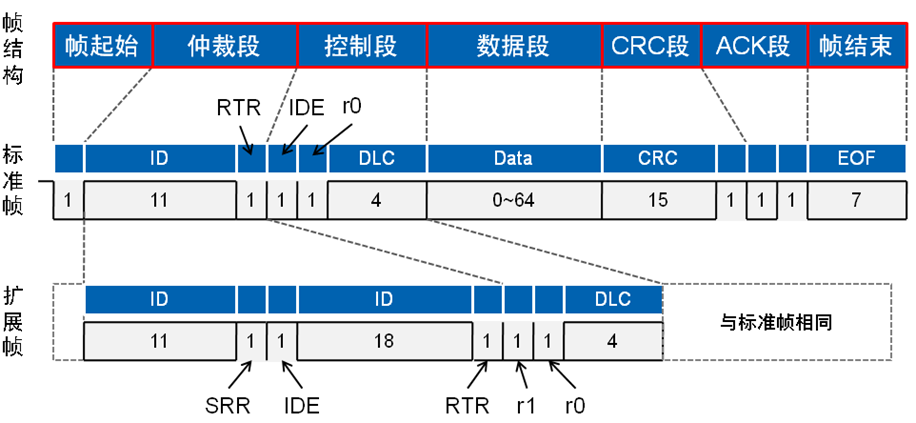 帧结构
帧起始 仲裁段 控制段 数据段 CRC段 ACK段 帧结束
RTR IDE r0
标准帧
ID DLC Data CRC EOF
1 11 1 1 1 4 0~64 15 1 1 1 7
扩展帧
ID ID DLC
11 1 1 18 1 1 1 4
与标准帧相同
SRR IDE RTR r1 r0